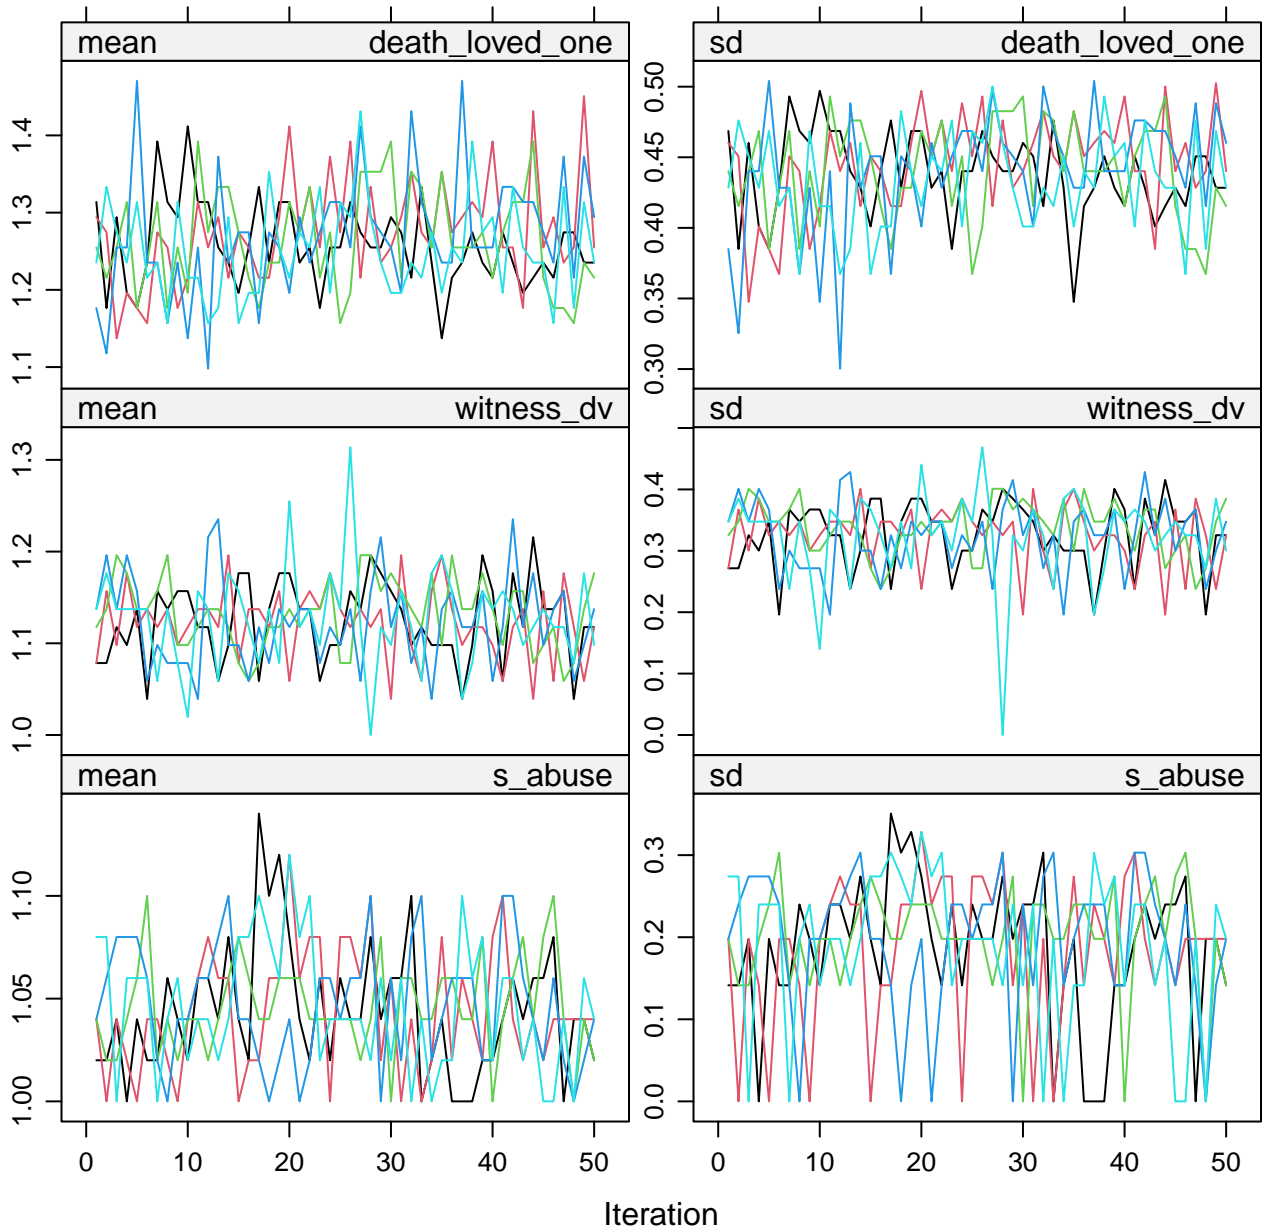 mean death_loved_one sd death_loved_one
1.1 1.2 1.3 1.4
0.30 0.35 0.40 0.45 0.50
mean witness_dv sd witness_dv
1.0 1.1 1.2 1.3
0.0 0.1 0.2 0.3 0.4
mean s_abuse sd s_abuse
1.00 1.05 1.10
0.0 0.1 0.2 0.3
0 10 20 30 40 50 0 10 20 30 40 50
Iteration